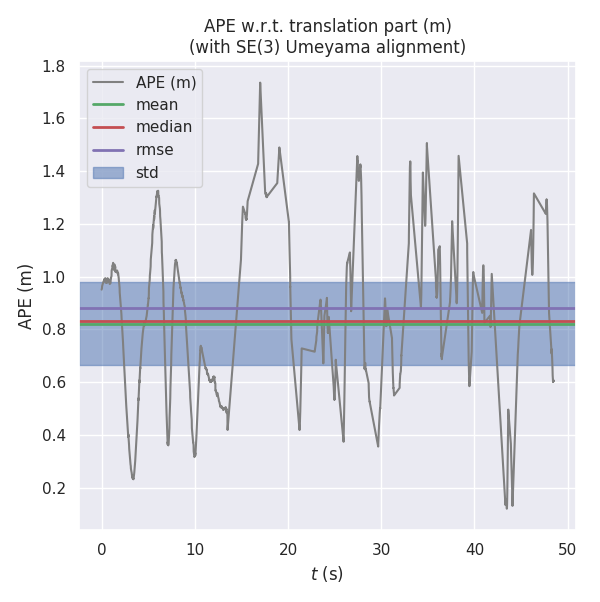 APE w.r.t. translation part (m)
(with SE(3) Umeyama alignment)
APE (m)
mean
median
rmse
std
1.8
1.6
1.4
1.2
1.0
0.8
0.6
0.4
0.2
APE (m)
0 10 20 30 40 50
t (s)